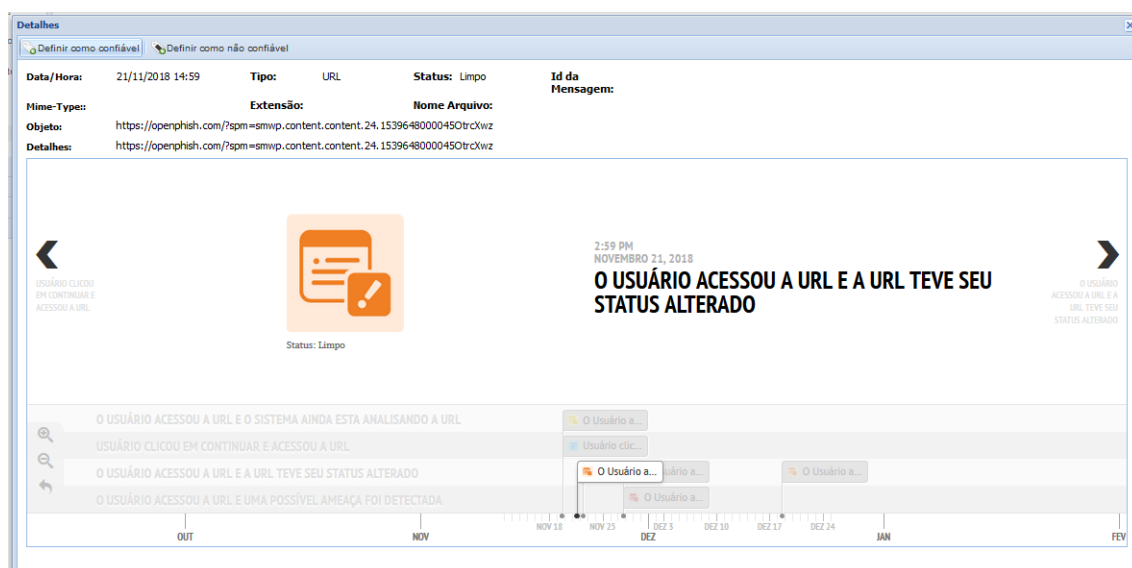 Detalhes
Definir como confiável Definir como não confiável
Data/Hora: 21/11/2018 14:59 Tipo: URL Status: Limpo Id da
Mensagem:
Mime-Type:: Extensão: Nome Arquivo:
Objeto: https://openphish.com/?spm=smwp.content.content.24.1539648000045OtrcXwz
Detalhes: https://openphish.com/?spm=smwp.content.content.24.1539648000045OtrcXwz
USUÁRIO CLICOU
EM CONTINUAR E
ACESSOU A URL
Status: Limpo
2:59 PM
NOVEMBRO 21, 2018
O USUÁRIO ACESSOU A URL E A URL TEVE SEU
STATUS ALTERADO
O USUÁRIO
ACESSOU A URL E A
URL TEVE SEU
STATUS ALTERADO
O USUÁRIO ACESSOU A URL E O SISTEMA AINDA ESTA ANALISANDO A URL O Usuário a...
USUÁRIO CLICOU EM CONTINUAR E ACESSOU A URL Usuário clic...
O USUÁRIO ACESSOU A URL E A URL TEVE SEU STATUS ALTERADO O Usuário a... uário a... O Usuário a...
O USUÁRIO ACESSOU A URL E UMA POSSÍVEL AMEAÇA FOI DETECTADA O Usuário a...
NOV 18 NOV 25 DEZ 3 DEZ 10 DEZ 17 DEZ 24
OUT NOV DEZ JAN FEV